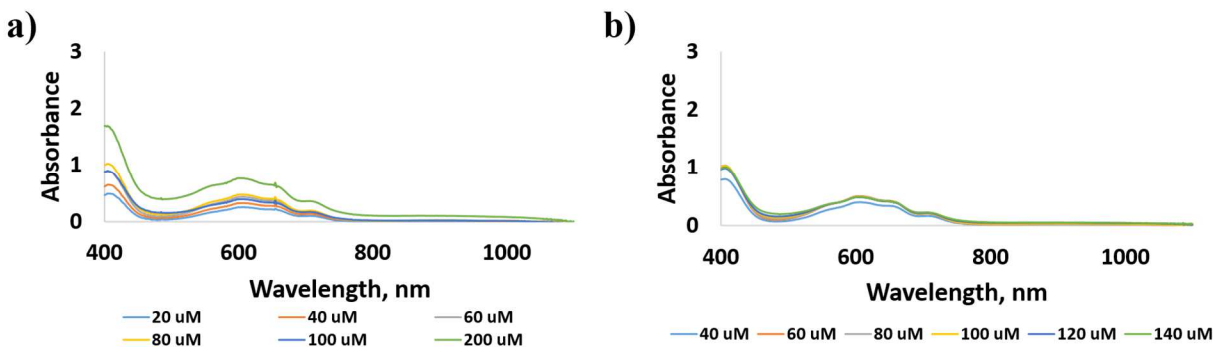 a)
3
2
1
0
Absorbance
400 600 800 1000
Wavelength, nm
20 uM 40 uM 60 uM
80 uM 100 uM 200 uM
b)
3
2
1
0
Absorbance
400 600 800 1000
Wavelength, nm
40 uM 60 uM 80 uM 100 uM 120 uM 140 uM